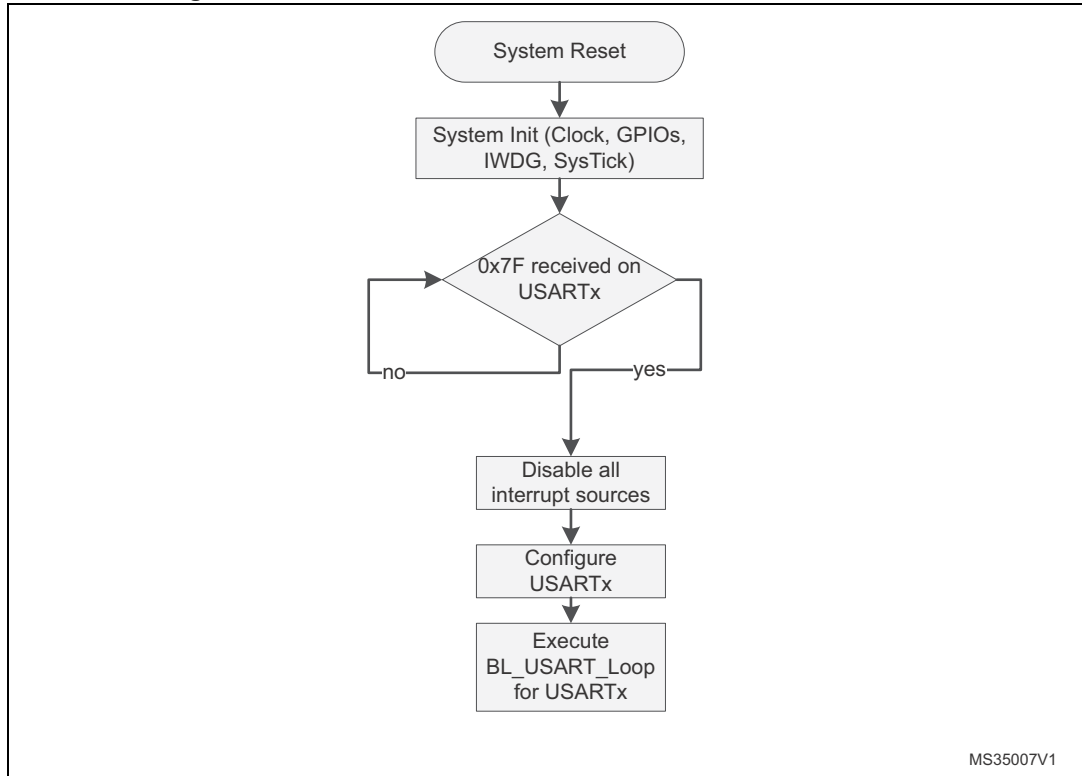 System Reset
System Init (Clock, GPIOs,
IWDG, SysTick)
0x7F received on
USARTx
no
yes
Disable all
interrupt sources
Configure
USARTx
Execute
BL_USART_Loop
for USARTx
MS35007V1